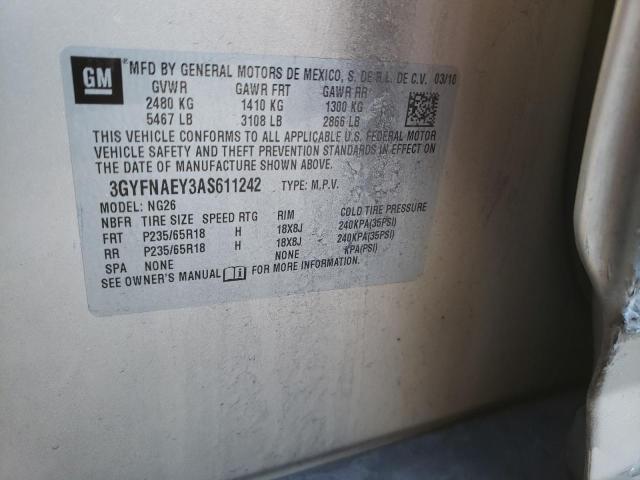 GM
*MFD BY GENERAL MOTORS DE MEXICO, S. DE R.L. DE C.V. 03/10
GVWR GAWR FRT GAWR RR
2480 KG 1410 KG 1300 KG
5467 LB 3108 LB 2866 LB
THIS VEHICLE CONFORMS TO ALL APPLICABLE U.S. FEDERAL MOTOR
VEHICLE SAFETY AND THEFT PREVENTION STANDARDS IN EFFECT ON
THE DATE OF MANUFACTURE SHOWN ABOVE.
3GYFNAEY3AS611242 TYPE: M.P.V.
MODEL: NG26
NBFR TIRE SIZE SPEED RTG RIM COLD TIRE PRESSURE
FRT P235/65R18 H 18X8J 240KPA(35PSI)
RR P235/65R18 H 18X8J 240KPA(35PSI)
SPA NONE NONE KPA(PSI)
SEE OWNER'S MANUAL FOR MORE INFORMATION.